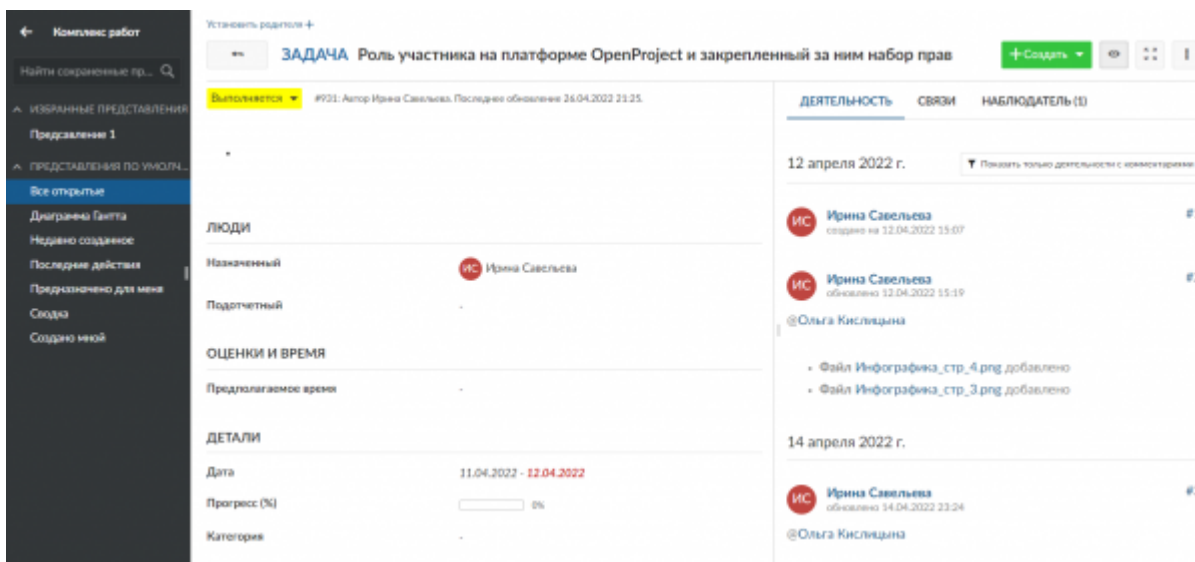 Комплекс работ
Найти сохраненные пр...
ИЗБРАННЫЕ ПРЕДСТАВЛЕНИЯ
Предсавление 1
ПРЕДСТАВЛЕНИЯ ПО УМОЛЧ...
Все открытые
Диаграмма Гантта
Недавно созданное
Последние действия
Предназначено для меня
Сводка
Создано мной
Установить родителя +
ЗАДАЧА Роль участника на платформе OpenProject и закрепленный за ним набор прав
+Создать
Выполняется
#931: Автор Ирина Савельева. Последнее обновление 26.04.2022 21:25.
ЛЮДИ
Назначенный
ИС Ирина Савельева
Подотчетный
-
ОЦЕНКИ И ВРЕМЯ
Предполагаемое время
-
ДЕТАЛИ
Дата
11.04.2022 - 12.04.2022
Прогресс (%)
0%
Категория
-
ДЕЯТЕЛЬНОСТЬ СВЯЗИ НАБЛЮДАТЕЛЬ (1)
12 апреля 2022 г.
Показать только деятельности с комментариями
ИС Ирина Савельева
создано на 12.04.2022 15:07
ИС Ирина Савельева
обновлено 12.04.2022 15:19
@Ольга Кислицына
• Файл Инфографика_стр_4.png добавлено
• Файл Инфографика_стр_3.png добавлено
14 апреля 2022 г.
ИС Ирина Савельева
обновлено 14.04.2022 23:24
@Ольга Кислицына